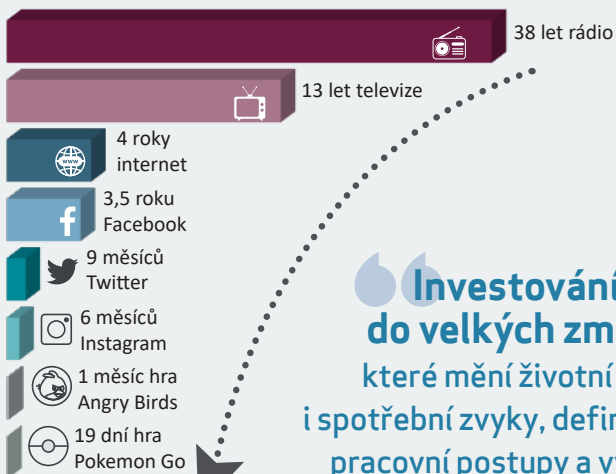 38 let rádio
13 let televize
4 roky
internet
www
3,5 roku
Facebook
9 měsíců
Twitter
6 měsíců
Instagram
1 měsíc hra
Angry Birds
19 dní hra
Pokemon Go
Investování
do velkých
které mění životní
i spotřební zvyky,
pracovní postupy a